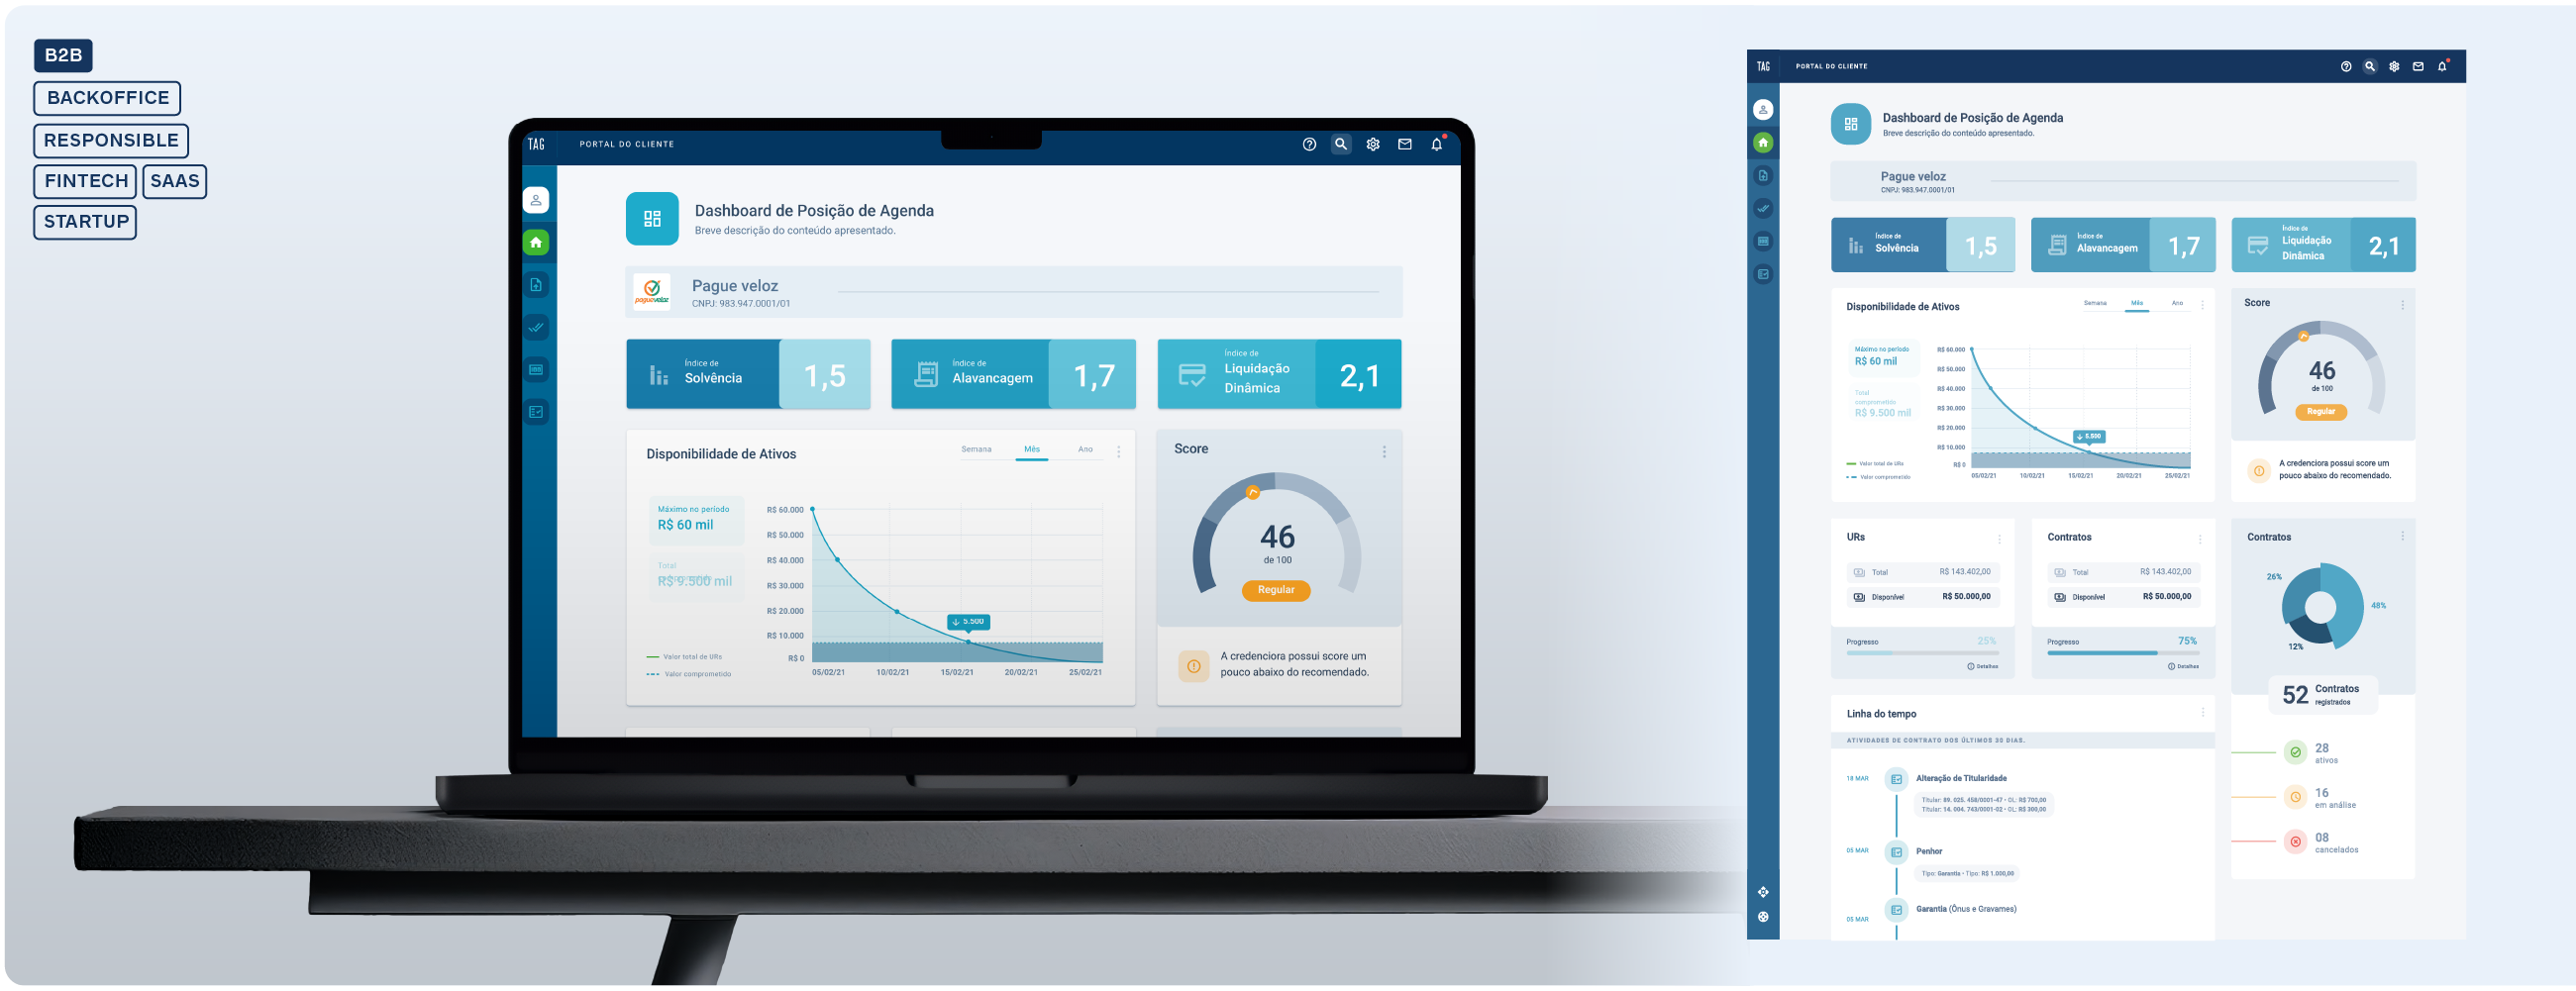 B2B
BACKOFFICE
RESPONSIBLE
FINTECH SAAS
STARTUP
TAG PORTAL DO CLIENTE
Dashboard de Posição de Agenda
Breve descrição do conteúdo apresentado.
pagueveloz
Pague veloz
CNPJ: 983.947.0001/01
Índice de
Solvência
1,5
Índice de
Alavancagem
1,7
Índice de
Liquidação
Dinâmica
2,1
Disponibilidade de Ativos
Semana Mês Ano
Máximo no período
R$ 60 mil
Total
comprometido
R$ 9.500 mil
Valor total de URs
Valor comprometido
R$ 60.000
R$ 50.000
R$ 40.000
R$ 30.000
R$ 20.000
R$ 10.000
R$ 0
5.500
05/02/21 10/02/21 15/02/21 20/02/21 25/02/21
Score
46
de 100
Regular
A credenciora possui score um
pouco abaixo do recomendado.
TAG PORTAL DO CLIENTE
Dashboard de Posição de Agenda
Breve descrição do conteúdo apresentado.
Pague veloz
CNPJ: 983.947.0001/01
Índice de
Solvência
1,5
Índice de
Alavancagem
1,7
Índice de
Liquidação
Dinâmica
2,1
Disponibilidade de Ativos
Semana Mês Ano
Máximo no período
R$ 60 mil
Total
comprometido
R$ 9.500 mil
Valor total de URs
Valor comprometido
R$ 60.000
R$ 50.000
R$ 40.000
R$ 30.000
R$ 20.000
R$ 10.000
R$ 0
5.500
05/02/21 10/02/21 15/02/21 20/02/21 25/02/21
Score
46
de 100
Regular
A credenciora possui score um
pouco abaixo do recomendado.
URs
Total R$ 143.402,00
Disponível R$ 50.000,00
Progresso 25%
Detalhes
Contratos
Total R$ 143.402,00
Disponível R$ 50.000,00
Progresso 75%
Detalhes
Contratos
26%
48%
12%
52 Contratos
registrados
28
ativos
16
em análise
08
cancelados
Linha do tempo
ATIVIDADES DE CONTRATO DOS ÚLTIMOS 20 DIAS.
18 MAR
Alteração de Titularidade
Titular: 89. 025. 458/0001-47 - OL: R$ 700,00
Titular: 14. 004. 743/0001-02 - OL: R$ 300,00
05 MAR
Penhor
Tipo: Garantia - Tipo: R$ 1.000,00
05 MAR
Garantia (Ônus e Gravames)